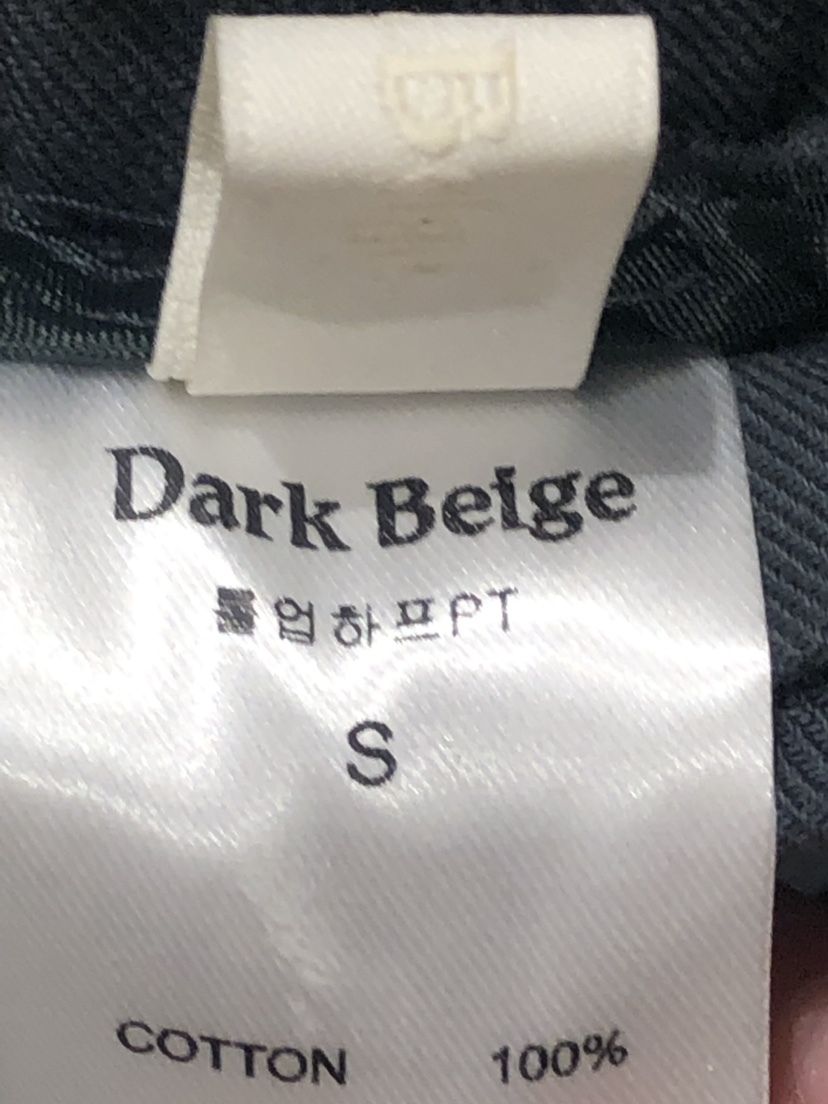 Dark Beige
롤업하프PT
S
COTTON 100%